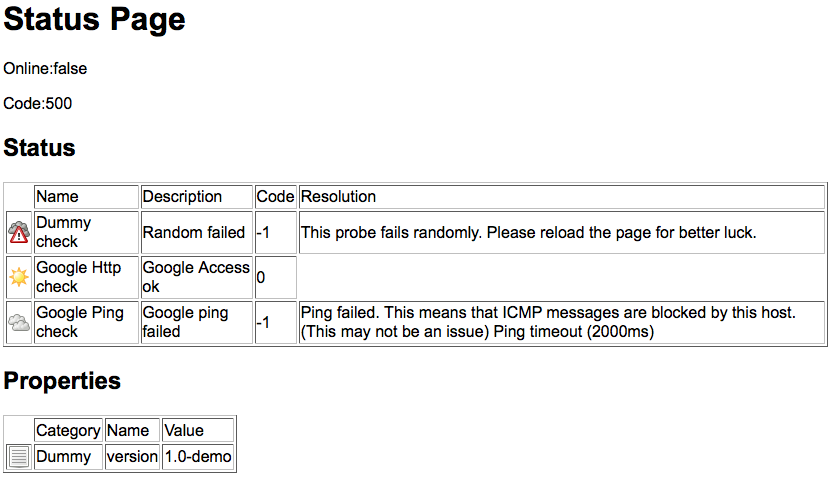 Status Page
Online:false
Code:500
Status
Name Description Code Resolution
Dummy check Random failed -1 This probe fails randomly. Please reload the page for better luck.
Google Http check Google Access ok 0
Google Ping check Google ping failed -1 Ping failed. This means that ICMP messages are blocked by this host. (This may not be an issue) Ping timeout (2000ms)
Properties
Category Name Value
Dummy version 1.0-demo